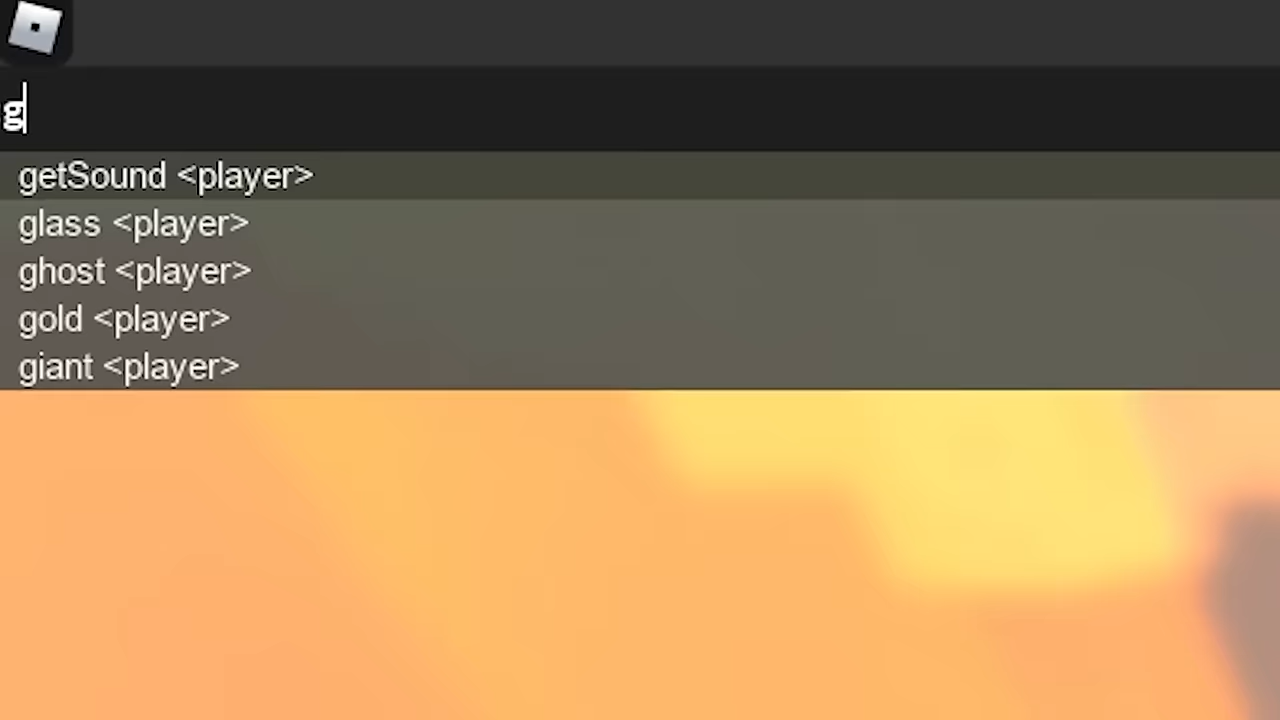 g
getSound <player>
glass <player>
ghost <player>
gold <player>
giant <player>